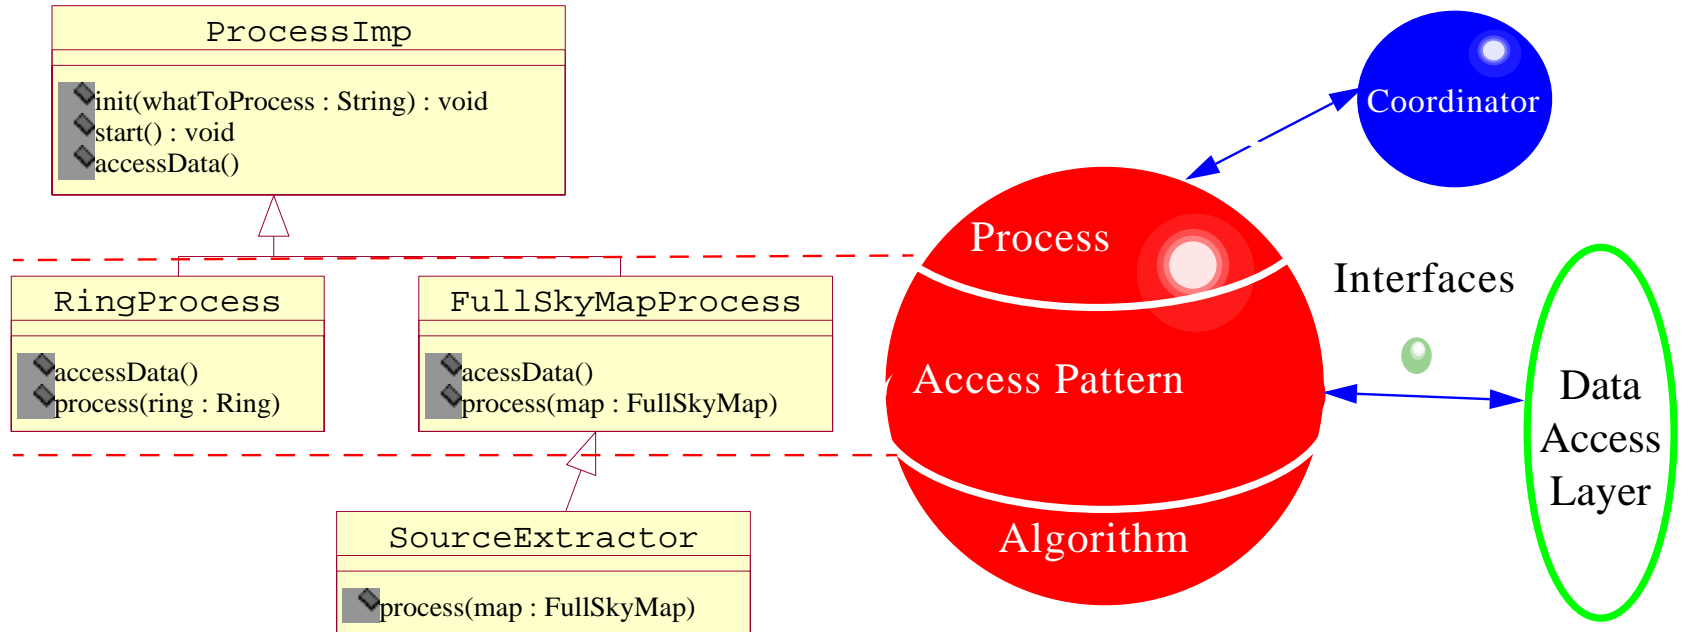 ProcessImp
init(whatToProcess : String) : void
start() : void
accessData()
RingProcess
accessData()
process(ring : Ring)
FullSkyMapProcess
acessData()
process(map : FullSkyMap)
SourceExtractor
process(map : FullSkyMap)
Process
Access Pattern
Algorithm
Coordinator
Interfaces
Data
Access
Layer